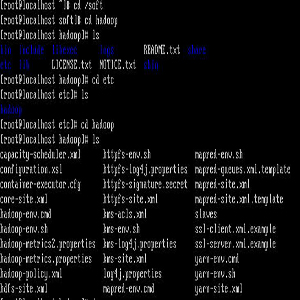 [root@localhost ~]# cd /soft
[root@localhost soft]# cd hadoop
[root@localhost hadoop]# ls
bin include libexec logs README.txt share
etc lib LICENSE.txt NOTICE.txt sbin
[root@localhost hadoop]# cd etc
[root@localhost etc]# ls
hadoop
[root@localhost etc]# cd hadoop
[root@localhost hadoop]# ls
capacity-scheduler.xml httpfs-env.sh mapred-env.sh
configuration.xsl httpfs-log4j.properties mapred-queues.xml.template
container-executor.cfg httpfs-signature.secret mapred-site.xml
core-site.xml httpfs-site.xml mapred-site.xml.template
hadoop-env.cmd kms-acls.xml slaves
hadoop-env.sh kms-env.sh ssl-client.xml.example
hadoop-metrics2.properties kms-log4j.properties ssl-server.xml.example
hadoop-metrics.properties kms-site.xml yarn-env.cmd
hadoop-policy.xml log4j.properties yarn-env.sh
hdfs-site.xml mapred-env.cmd yarn-site.xml